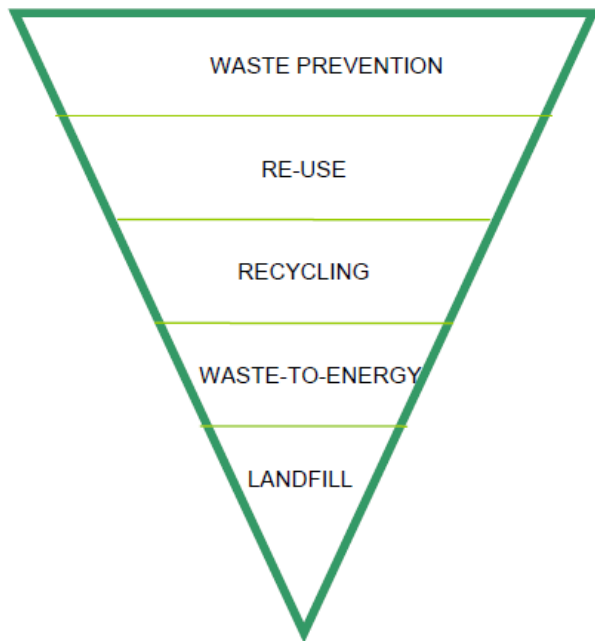 WASTE PREVENTION
RE-USE
RECYCLING
WASTE-TO-ENERGY
LANDFILL